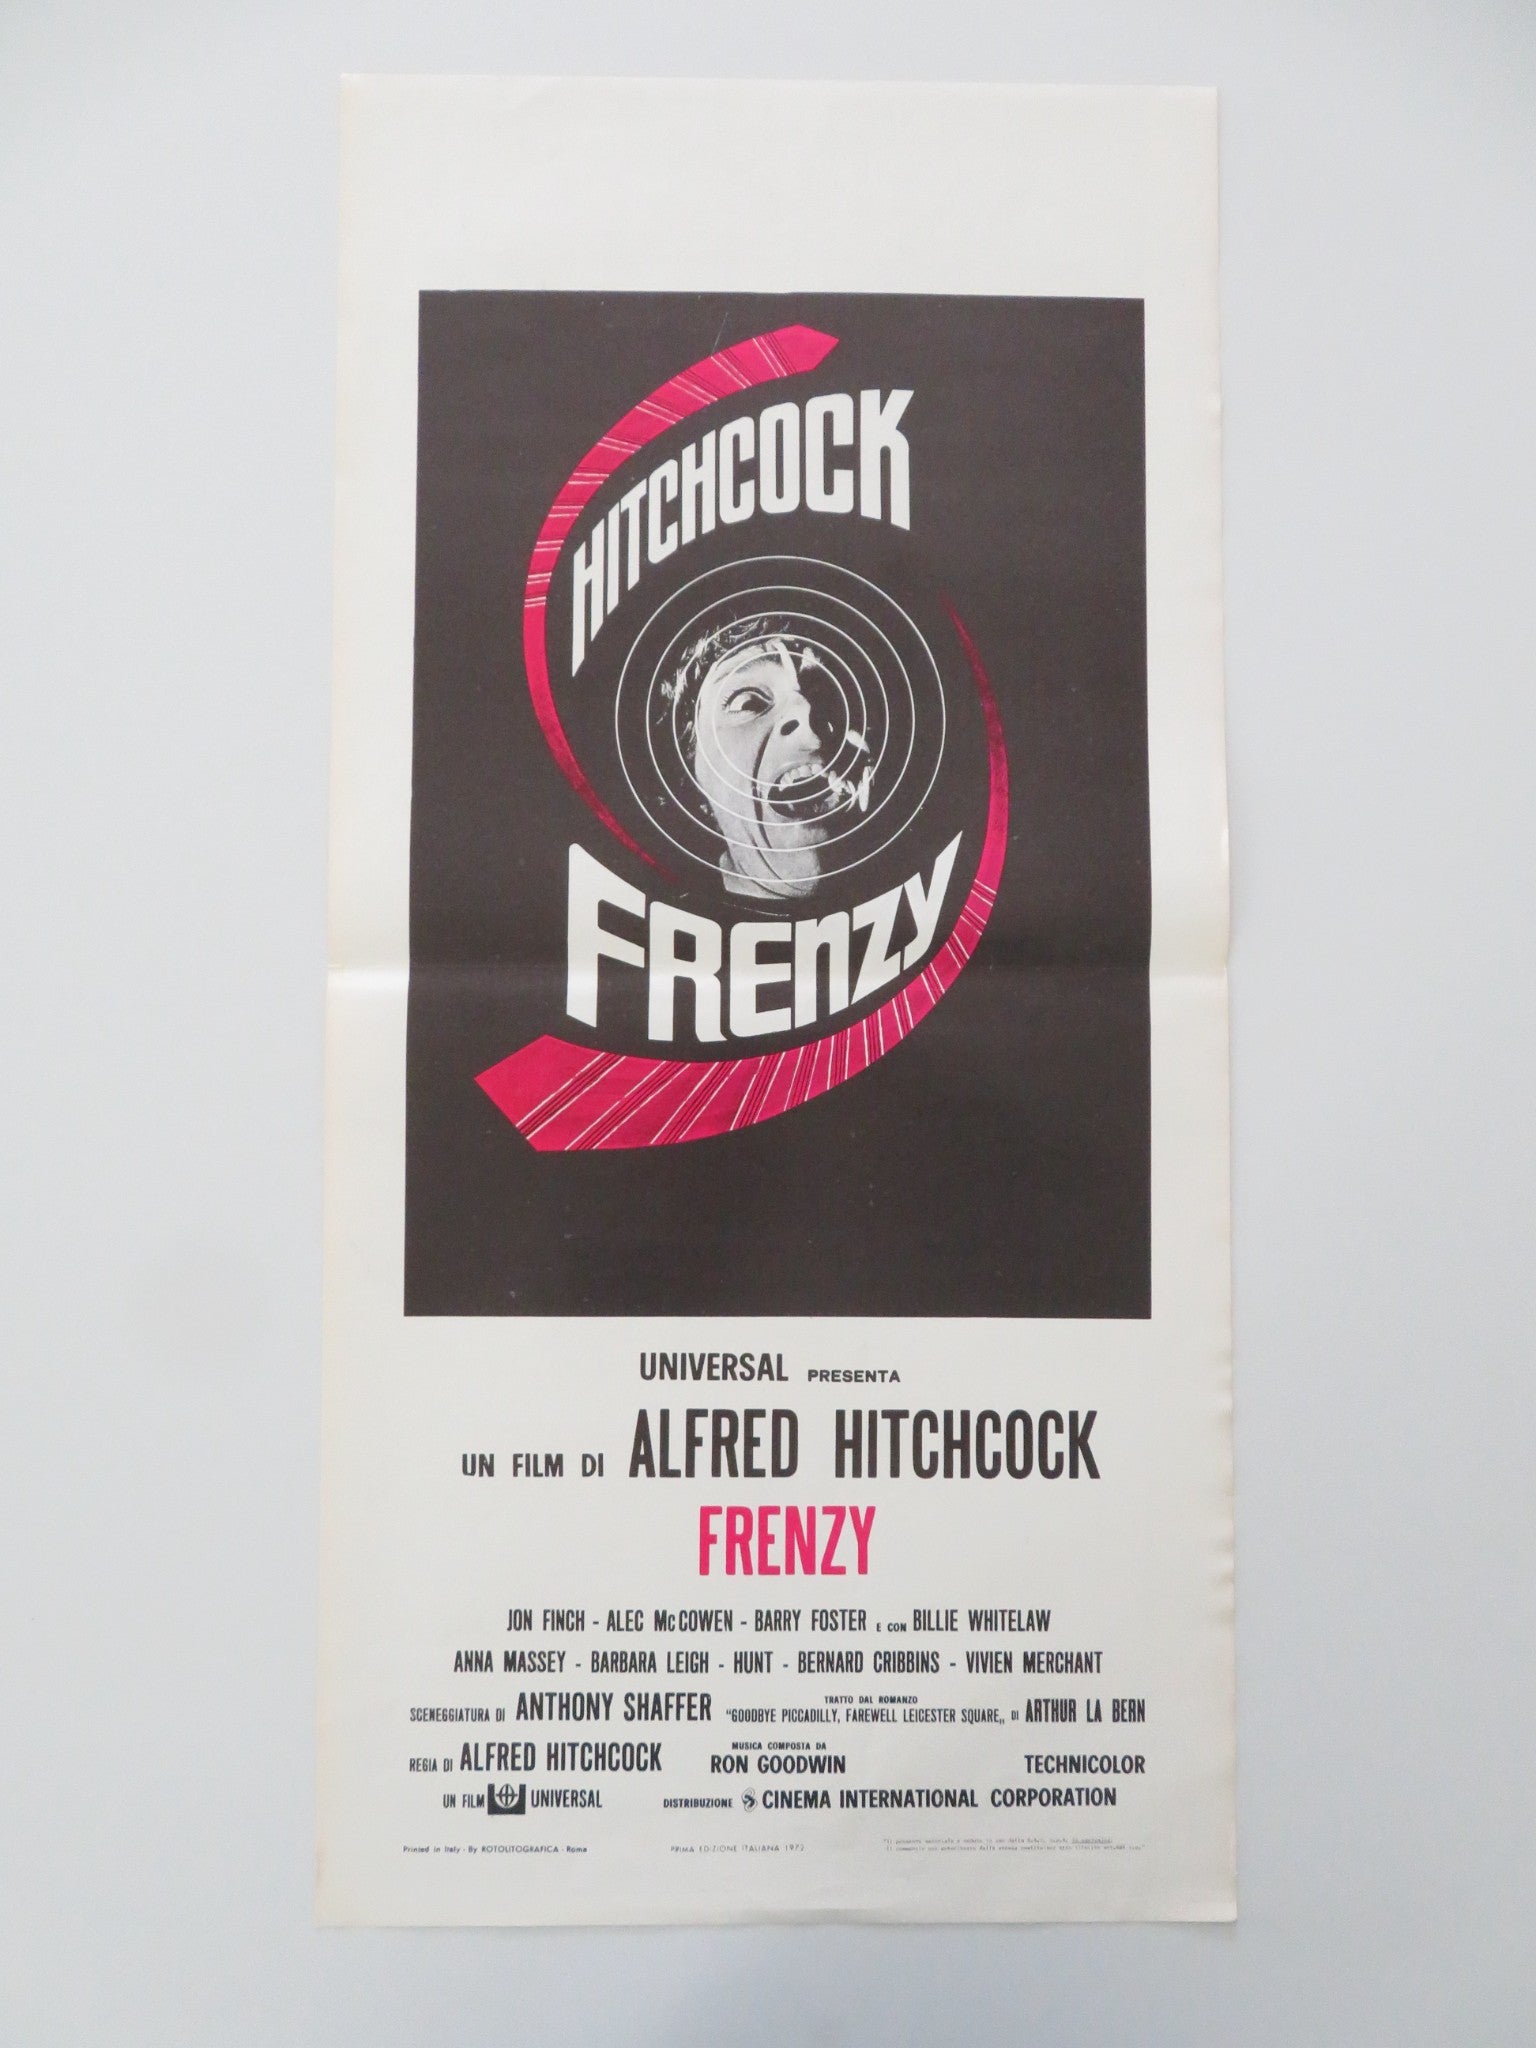 HITCHCOCK
FRENZY
UNIVERSAL PRESENTA
UN FILM DI ALFRED HITCHCOCK
FRENZY
JON FINCH - ALEC McCOWEN - BARRY FOSTER E CON BILLIE WHITELAW
ANNA MASSEY - BARBARA LEIGH - HUNT - BERNARD CRIBBINS - VIVIEN MERCHANT
SCENEGGIATURA DI ANTHONY SHAFFER TRATTO DAL ROMANZO "GOODBYE PICCADILLY, FAREWELL LEICESTER SQUARE„ DI ARTHUR LA BERN
REGIA DI ALFRED HITCHCOCK MUSICA COMPOSTA DA RON GOODWIN TECHNICOLOR
UN FILM UNIVERSAL DISTRIBUZIONE CINEMA INTERNATIONAL CORPORATION
Printed in Italy - By ROTOLITOGRAFICA - Roma PRIMA EDIZIONE ITALIANA 1972